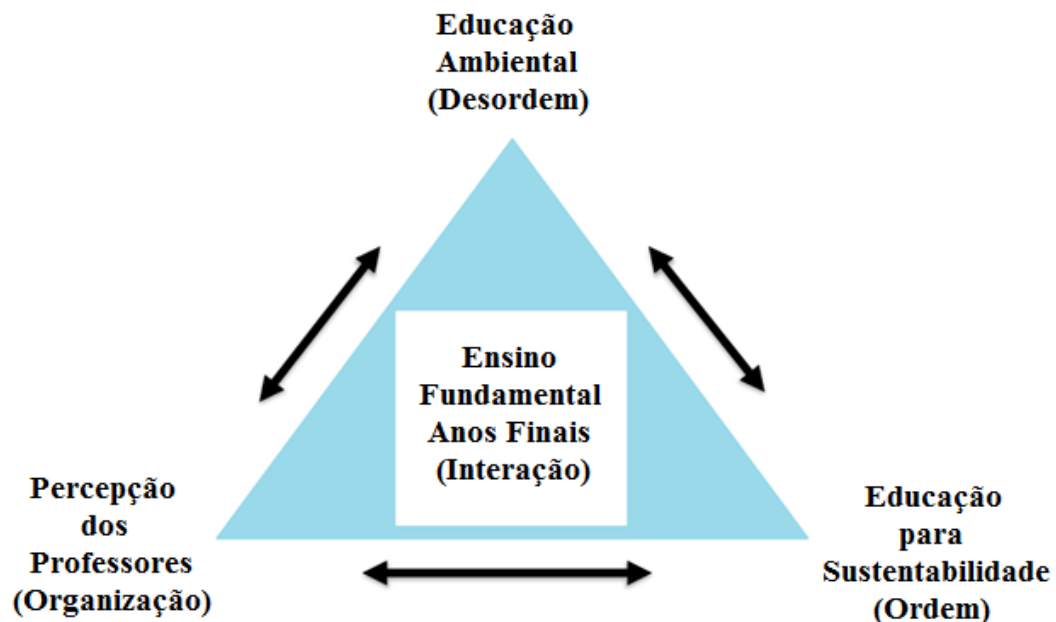 Educação
Ambiental
(Desordem)
Ensino
Fundamental
Anos Finais
(Interação)
Percepção
dos
Professores
(Organização)
Educação
para
Sustentabilidade
(Ordem)